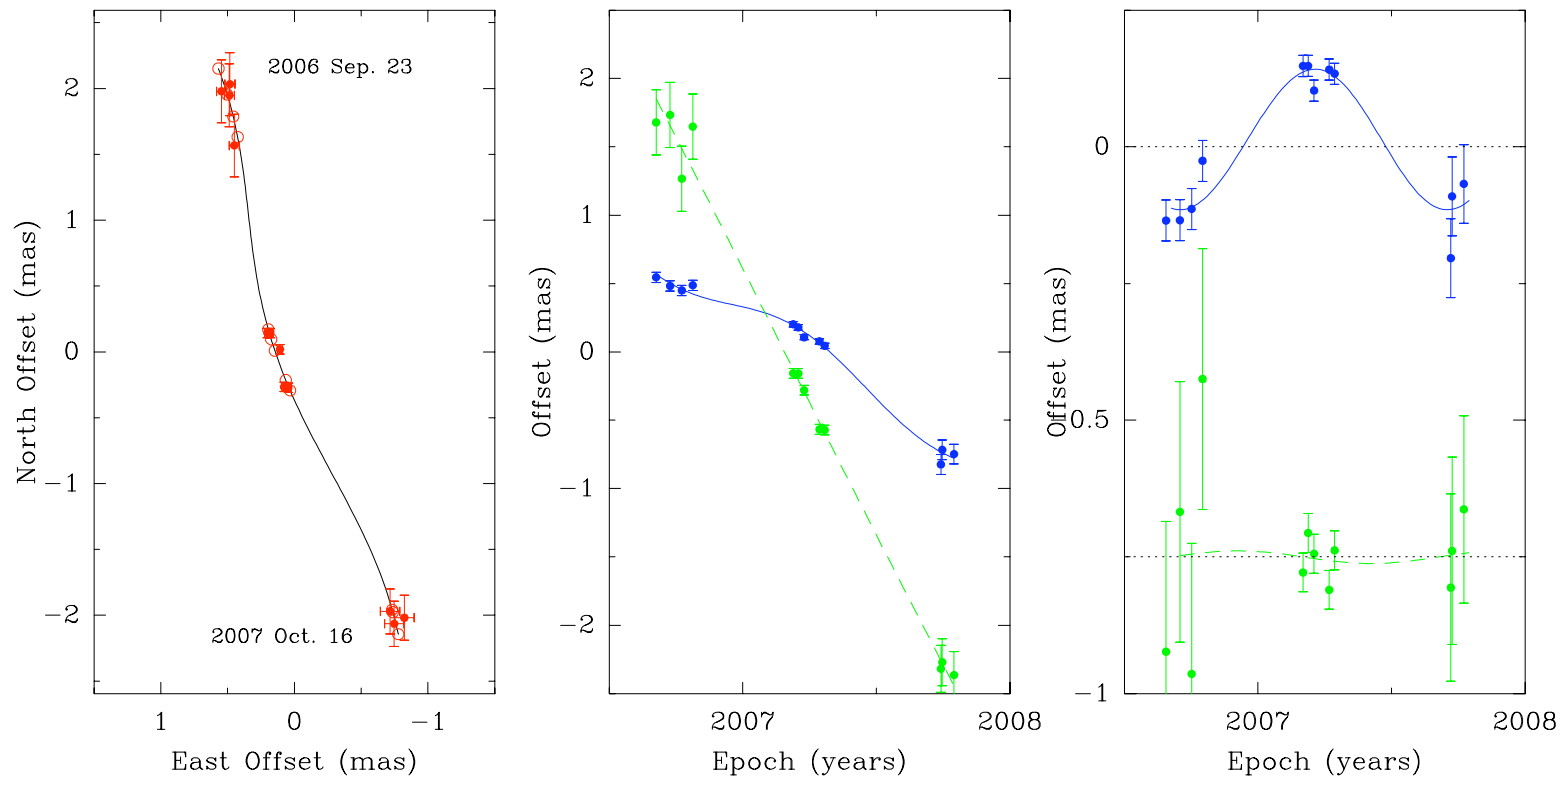 North Offset (mas)
2
1
0
−1
−2
2006 Sep. 23
2007 Oct. 16
1 0 −1
East Offset (mas)
Offset (mas)
2
1
0
−1
−2
2007 2008
Epoch (years)
Offset (mas)
0
0.5
−1
2007 2008
Epoch (years)